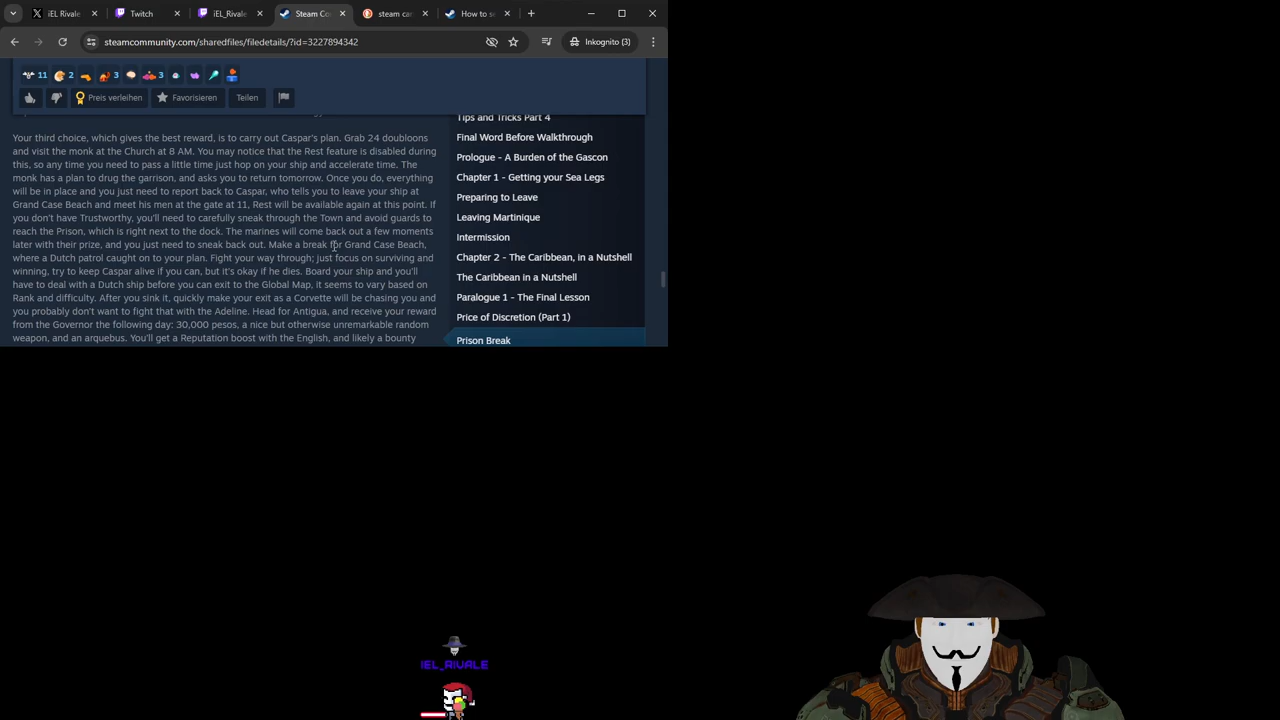 iEL Rivale
Twitch
iEL_Rivale
Steam Co
steam car
How to se
steamcommunity.com/sharedfiles/filedetails/?id=3227894342
Inkognito (3)
11
2
3
3
Preis verleihen
Favorisieren
Teilen
Your third choice, which gives the best reward, is to carry out Caspar's plan. Grab 24 doubloons
and visit the monk at the Church at 8 AM. You may notice that the Rest feature is disabled during
this, so any time you need to pass a little time just hop on your ship and accelerate time. The
monk has a plan to drug the garrison, and asks you to return tomorrow. Once you do, everything
will be in place and you just need to report back to Caspar, who tells you to leave your ship at
Grand Case Beach and meet his men at the gate at 11, Rest will be available again at this point. If
you don't have Trustworthy, you'll need to carefully sneak through the Town and avoid guards to
reach the Prison, which is right next to the dock. The marines will come back out a few moments
later with their prize, and you just need to sneak back out. Make a break for Grand Case Beach,
where a Dutch patrol caught on to your plan. Fight your way through; just focus on surviving and
winning, try to keep Caspar alive if you can, but it's okay if he dies. Board your ship and you'll
have to deal with a Dutch ship before you can exit to the Global Map, it seems to vary based on
Rank and difficulty. After you sink it, quickly make your exit as a Corvette will be chasing you and
you probably don't want to fight that with the Adeline. Head for Antigua, and receive your reward
from the Governor the following day: 30,000 pesos, a nice but otherwise unremarkable random
weapon, and an arquebus. You'll get a Reputation boost with the English, and likely a bounty
Tips and Tricks Part 4
Final Word Before Walkthrough
Prologue - A Burden of the Gascon
Chapter 1 - Getting your Sea Legs
Preparing to Leave
Leaving Martinique
Intermission
Chapter 2 - The Caribbean, in a Nutshell
The Caribbean in a Nutshell
Paralogue 1 - The Final Lesson
Price of Discretion (Part 1)
Prison Break
IEL_RIVALE